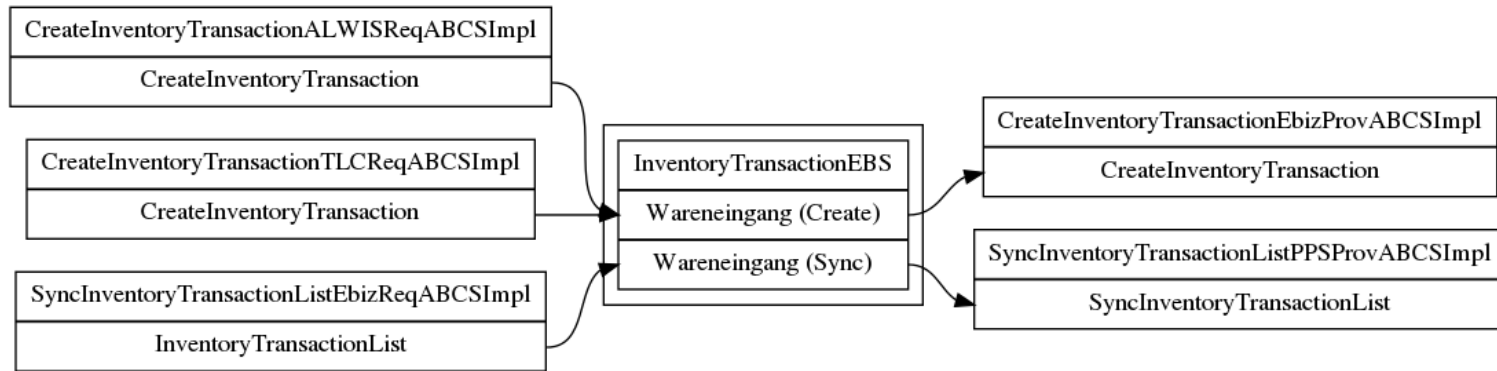 CreateInventoryTransactionALWISReqABCSImpl
CreateInventoryTransaction
CreateInventoryTransactionTLCReqABCSImpl
CreateInventoryTransaction
SyncInventoryTransactionListEbizReqABCSImpl
InventoryTransactionList
InventoryTransactionEBS
Wareneingang (Create)
Wareneingang (Sync)
CreateInventoryTransactionEbizProvABCSImpl
CreateInventoryTransaction
SyncInventoryTransactionListPPSProvABCSImpl
SyncInventoryTransactionList